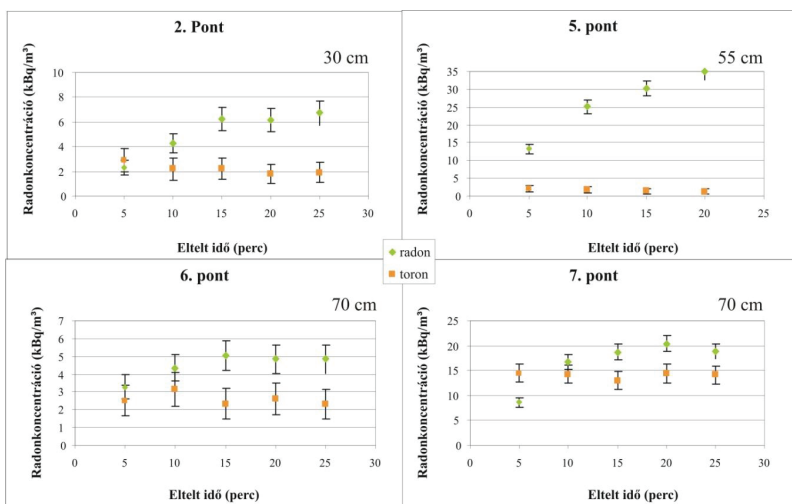 2. Pont
30 cm
Radonkoncentráció (kBq/m³)
10
8
6
4
2
0
0 5 10 15 20 25 30
Eltelt idő (perc)
5. pont
55 cm
Radonkoncentráció (kBq/m³)
35
30
25
20
15
10
5
0
0 5 10 15 20 25
Eltelt idő (perc)
radon
toron
6. pont
70 cm
Radonkoncentráció (kBq/m³)
7
6
5
4
3
2
1
0
0 5 10 15 20 25 30
Eltelt idő (perc)
7. pont
70 cm
Radonkoncentráció (kBq/m³)
25
20
15
10
5
0
0 5 10 15 20 25 30
Eltelt idő (perc)